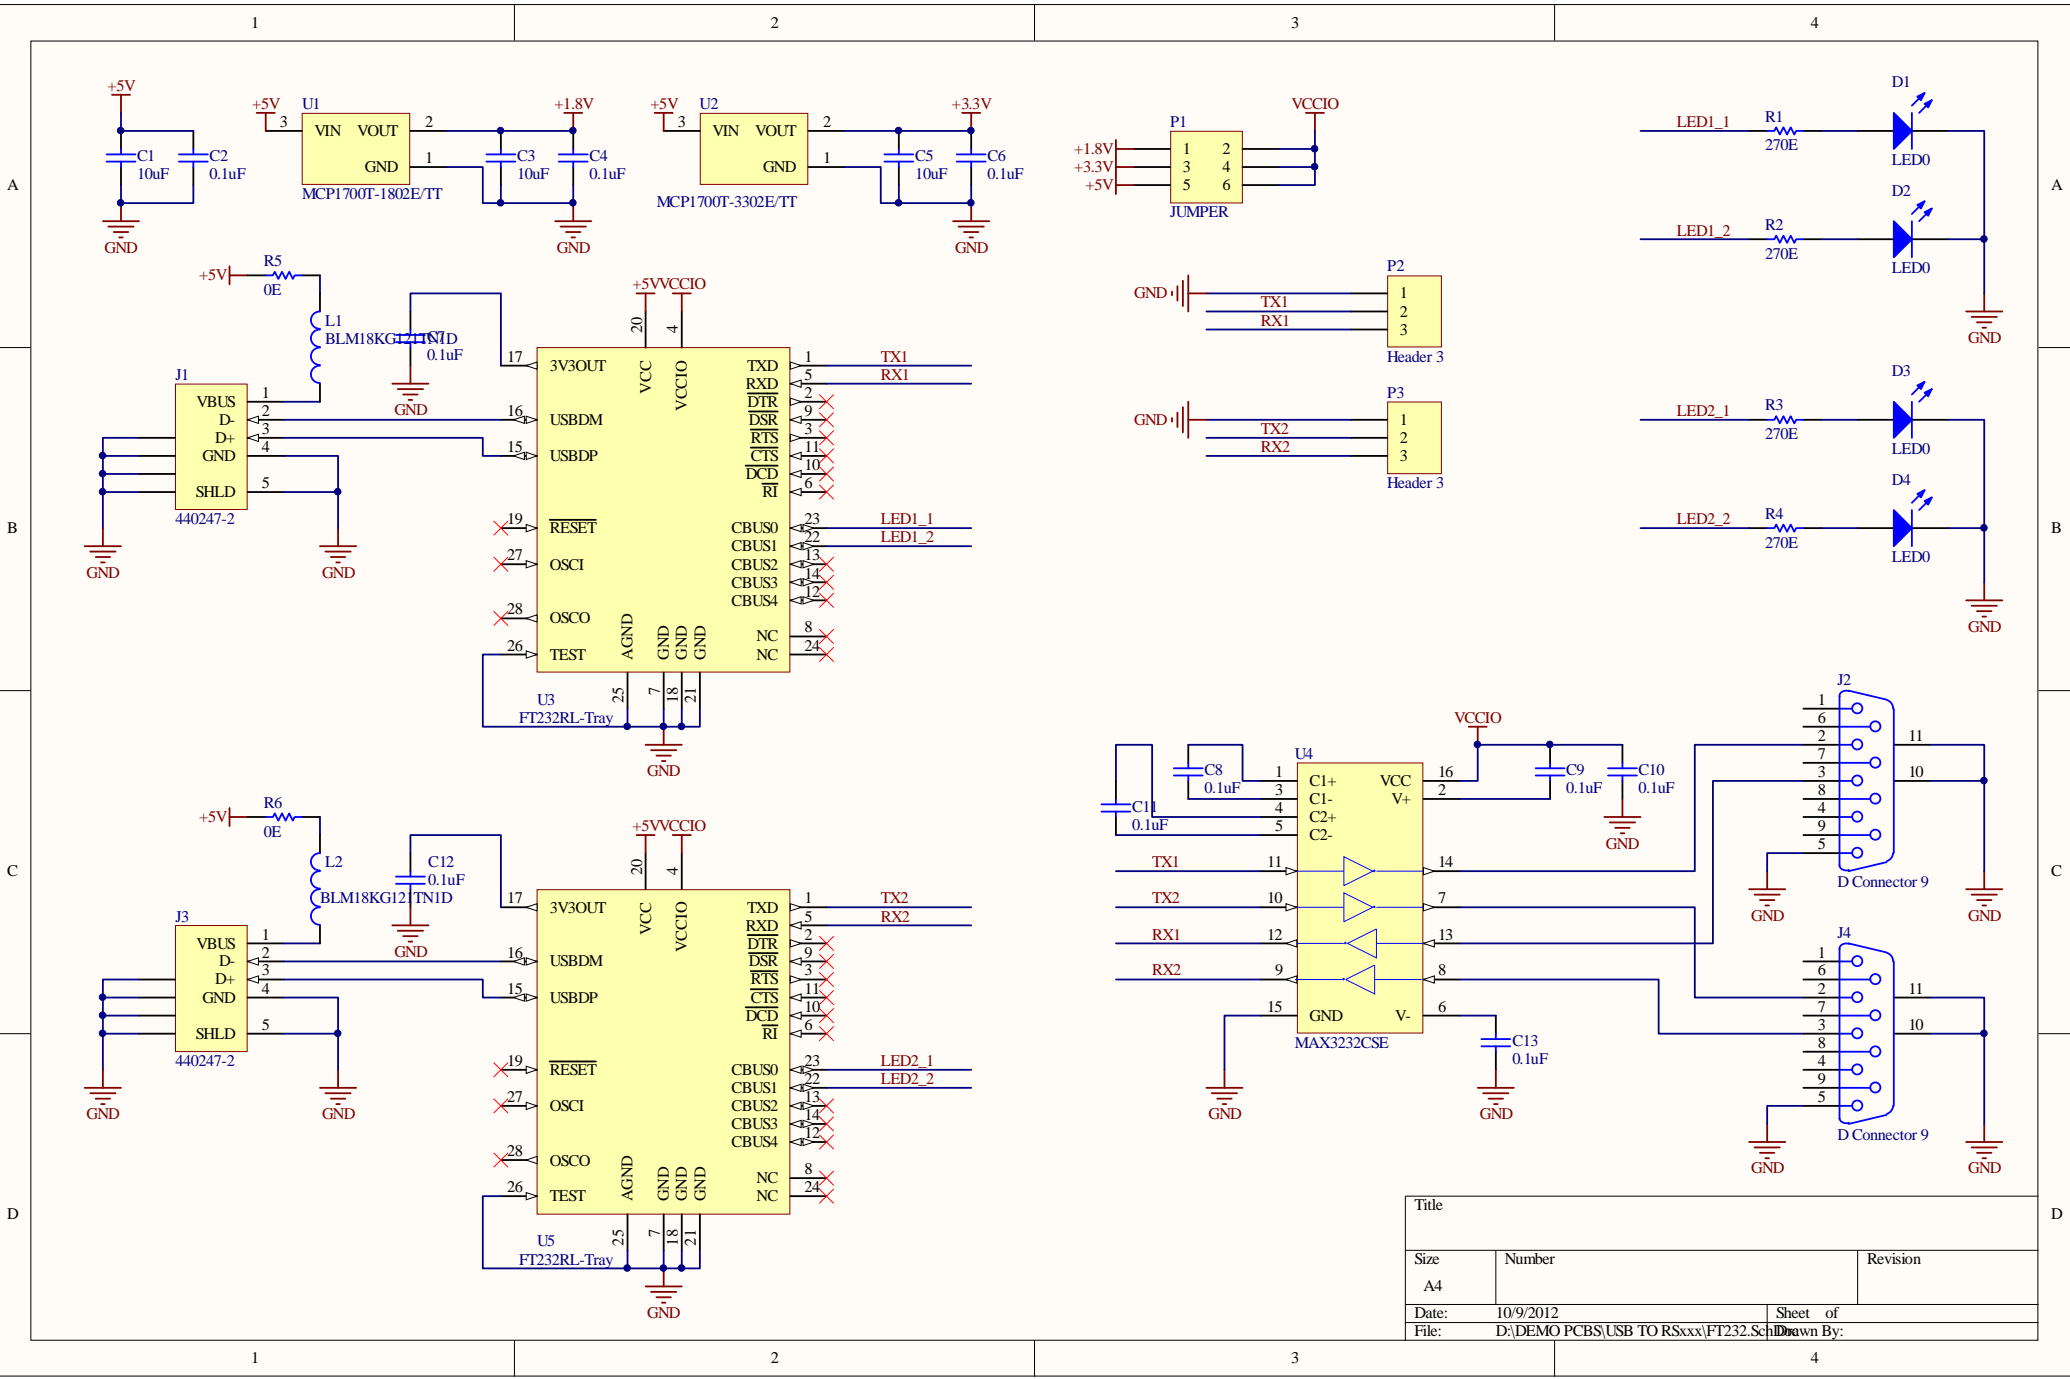 1 2 3 4
A A
B B
C C
D D
1 2 3 4
+5V
C1
10uF
C2
0.1uF
GND
+5V
U1
3 VIN VOUT 2
GND 1
MCP1700T-1802E/TT
+1.8V
C3
10uF
C4
0.1uF
GND
+5V
U2
3 VIN VOUT 2
GND 1
MCP1700T-3302E/TT
+3.3V
C5
10uF
C6
0.1uF
GND
VCCIO
P1
+1.8V 1 2
+3.3V 3 4
+5V 5 6
JUMPER
D1
LED1_1 R1
270E
LED0
D2
LED1_2 R2
270E
LED0
GND
+5V R5
0E
L1
BLM18KG121TN1D
C7
0.1uF
GND
J1
VBUS 1
D- 2
D+ 3
GND 4
SHLD 5
440247-2
GND
GND
+5V VCCIO
20 4
VCC VCCIO
17 3V3OUT
16 USBDM
15 USBDP
19 RESET
27 OSCI
28 OSCO
26 TEST
TXD 1 TX1
RXD 5 RX1
DTR 2
DSR 9
RTS 3
CTS 11
DCD 10
RI 6
CBUS0 23 LED1_1
CBUS1 22 LED1_2
CBUS2 13
CBUS3 14
CBUS4 12
NC 8
NC 24
AGND GND GND GND
25 7 18 21
U3
FT232RL-Tray
GND
P2
GND 1
TX1 2
RX1 3
Header 3
P3
GND 1
TX2 2
RX2 3
Header 3
D3
LED2_1 R3
270E
LED0
D4
LED2_2 R4
270E
LED0
GND
+5V R6
0E
L2
BLM18KG121TN1D
C12
0.1uF
GND
J3
VBUS 1
D- 2
D+ 3
GND 4
SHLD 5
440247-2
GND
GND
+5V VCCIO
20 4
VCC VCCIO
17 3V3OUT
16 USBDM
15 USBDP
19 RESET
27 OSCI
28 OSCO
26 TEST
TXD 1 TX2
RXD 5 RX2
DTR 2
DSR 9
RTS 3
CTS 11
DCD 10
RI 6
CBUS0 23 LED2_1
CBUS1 22 LED2_2
CBUS2 13
CBUS3 14
CBUS4 12
NC 8
NC 24
AGND GND GND GND
25 7 18 21
U5
FT232RL-Tray
GND
VCCIO
U4
C8
0.1uF
C11
0.1uF
C9
0.1uF
C10
0.1uF
GND
1 C1+ VCC 16
3 C1- V+ 2
4 C2+
5 C2-
TX1 11 14
TX2 10 7
RX1 12 13
RX2 9 8
15 GND V- 6
MAX3232CSE
C13
0.1uF
GND
GND
J2
1
6
2 11
7
3 10
8
4
9
5
D Connector 9
GND
GND
J4
1
6
2 11
7
3 10
8
4
9
5
D Connector 9
GND
GND
Title
Size Number Revision
A4
Date: 10/9/2012 Sheet of
File: D:\DEMO PCBS\USB TO RSxxx\FT232.SchDoc Drawn By: